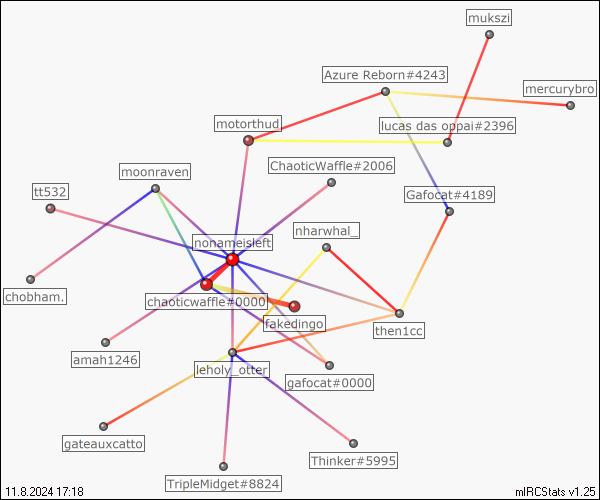 mukszi
Azure Reborn#4243
mercurybro
motorthud
lucas das oppai#2396
ChaoticWaffle#2006
moonraven
tt532
Gafocat#4189
nharwhal_
nonameisleft
chobham.
chaoticwaffle#0000
fakedingo
then1cc
amah1246
leholy_otter
gafocat#0000
gateauxcatto
Thinker#5995
TripleMidget#8824
11.8.2024 17:18
mIRCStats v1.25